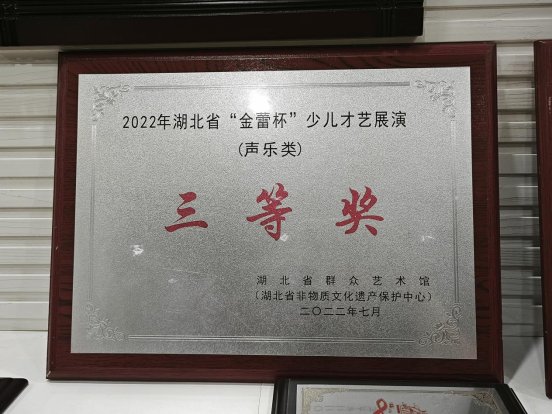 2022年湖北省“金蕾杯”少儿才艺展演
(声乐类)
三等奖
湖北省群众艺术馆
(湖北省非物质文化遗产保护中心)
二〇二二年七月